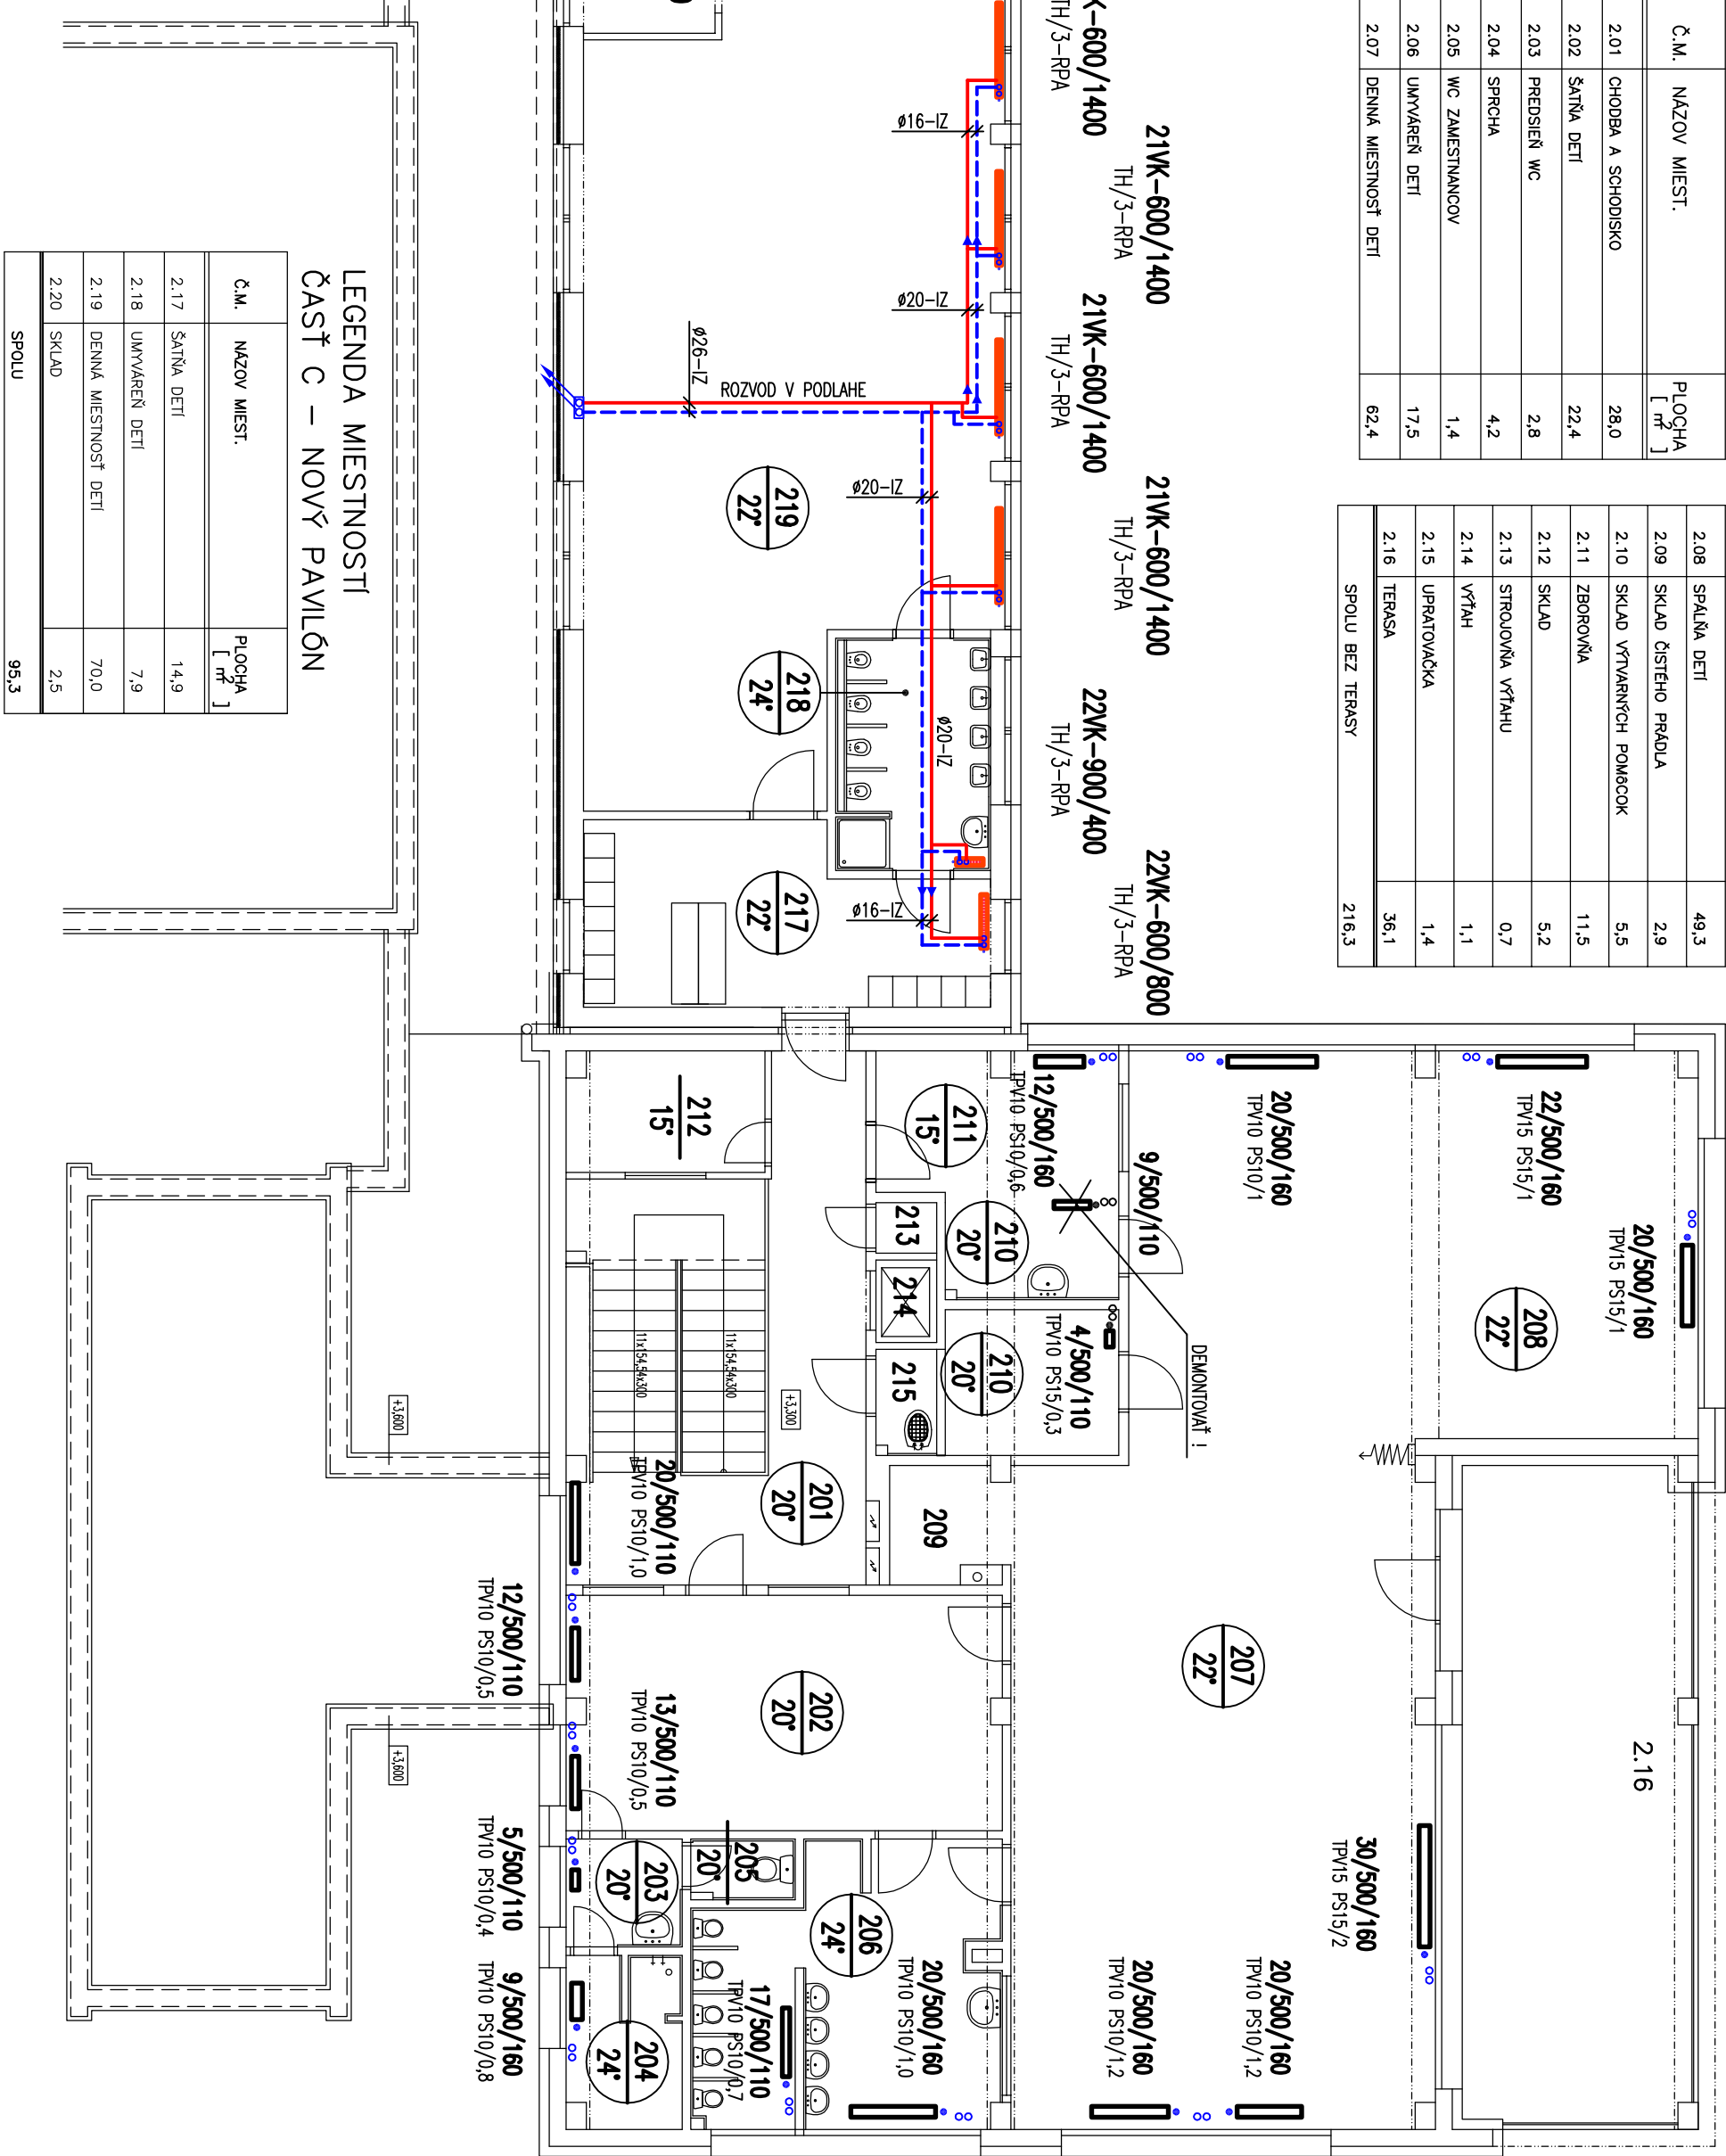 Č.M. NÁZOV MIEST. PLOCHA [ m² ]
2.01 CHODBA A SCHODISKO 28,0
2.02 ŠATŇA DETÍ 22,4
2.03 PREDSIEŇ WC 2,8
2.04 SPRCHA 4,2
2.05 WC ZAMESTNANCOV 1,4
2.06 UMYVÁREŇ DETÍ 17,5
2.07 DENNÁ MIESTNOSŤ DETÍ 62,4
2.08 SPÁLŇA DETÍ 49,3
2.09 SKLAD ČISTÉHO PRÁDLA 2,9
2.10 SKLAD VÝTVARNÝCH POMôCOK 5,5
2.11 ZBOROVŇA 11,5
2.12 SKLAD 5,2
2.13 STROJOVŇA VÝŤAHU 0,7
2.14 VÝŤAH 1,1
2.15 UPRATOVAČKA 1,4
2.16 TERASA 36,1
SPOLU BEZ TERASY 216,3
K-600/1400
TH/3-RPA
21VK-600/1400
TH/3-RPA
21VK-600/1400
TH/3-RPA
21VK-600/1400
TH/3-RPA
22VK-900/400
TH/3-RPA
22VK-600/800
TH/3-RPA
ø16-IZ
ø20-IZ
ø26-IZ
ROZVOD V PODLAHE
ø20-IZ
ø20-IZ
ø16-IZ
219
22°
218
24°
217
22°
LEGENDA MIESTNOSTÍ
ČASŤ C – NOVÝ PAVILÓN
Č.M. NÁZOV MIEST. PLOCHA [ m² ]
2.17 ŠATŇA DETÍ 14,9
2.18 UMYVÁREŇ DETÍ 7,9
2.19 DENNÁ MIESTNOSŤ DETÍ 70,0
2.20 SKLAD 2,5
SPOLU 95,3
22/500/160
TPV15 PS15/1
20/500/160
TPV15 PS15/1
208
22°
20/500/160
TPV10 PS10/1
12/500/160
TPV10 PS10/0,6
9/500/110
DEMONTOVAŤ !
4/500/110
TPV10 PS15/0,3
211
15°
210
20°
210
20°
212
15°
213
214
215
209
11x154,54x300
11x154,54x300
+3,300
201
20°
20/500/110
TPV10 PS10/1,0
207
22°
2.16
30/500/160
TPV15 PS15/2
202
20°
12/500/110
TPV10 PS10/0,5
13/500/110
TPV10 PS10/0,5
5/500/110
TPV10 PS10/0,4
9/500/160
TPV10 PS10/0,8
203
20°
205
20°
206
24°
204
24°
17/500/110
TPV10 PS10/0,7
20/500/160
TPV10 PS10/1,0
20/500/160
TPV10 PS10/1,2
20/500/160
TPV10 PS10/1,2
+3,600
+3,600